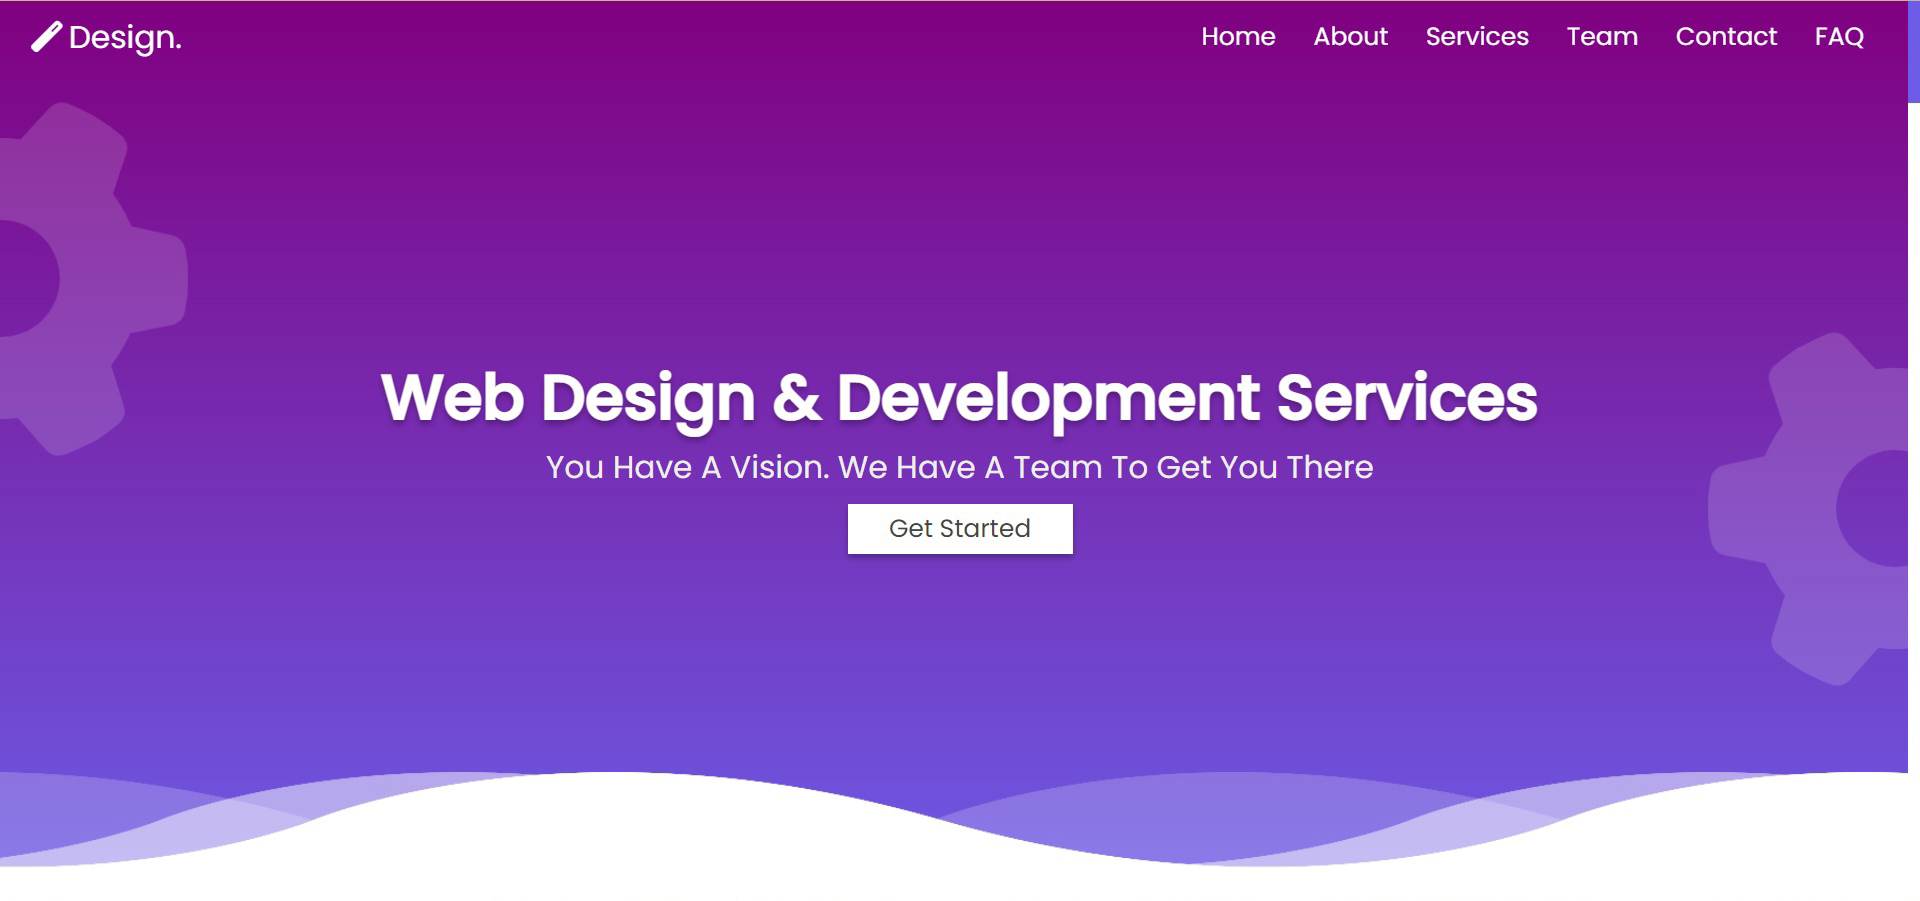 Design.
Home About Services Team Contact FAQ
Web Design & Development Services
You Have A Vision. We Have A Team To Get You There
Get Started